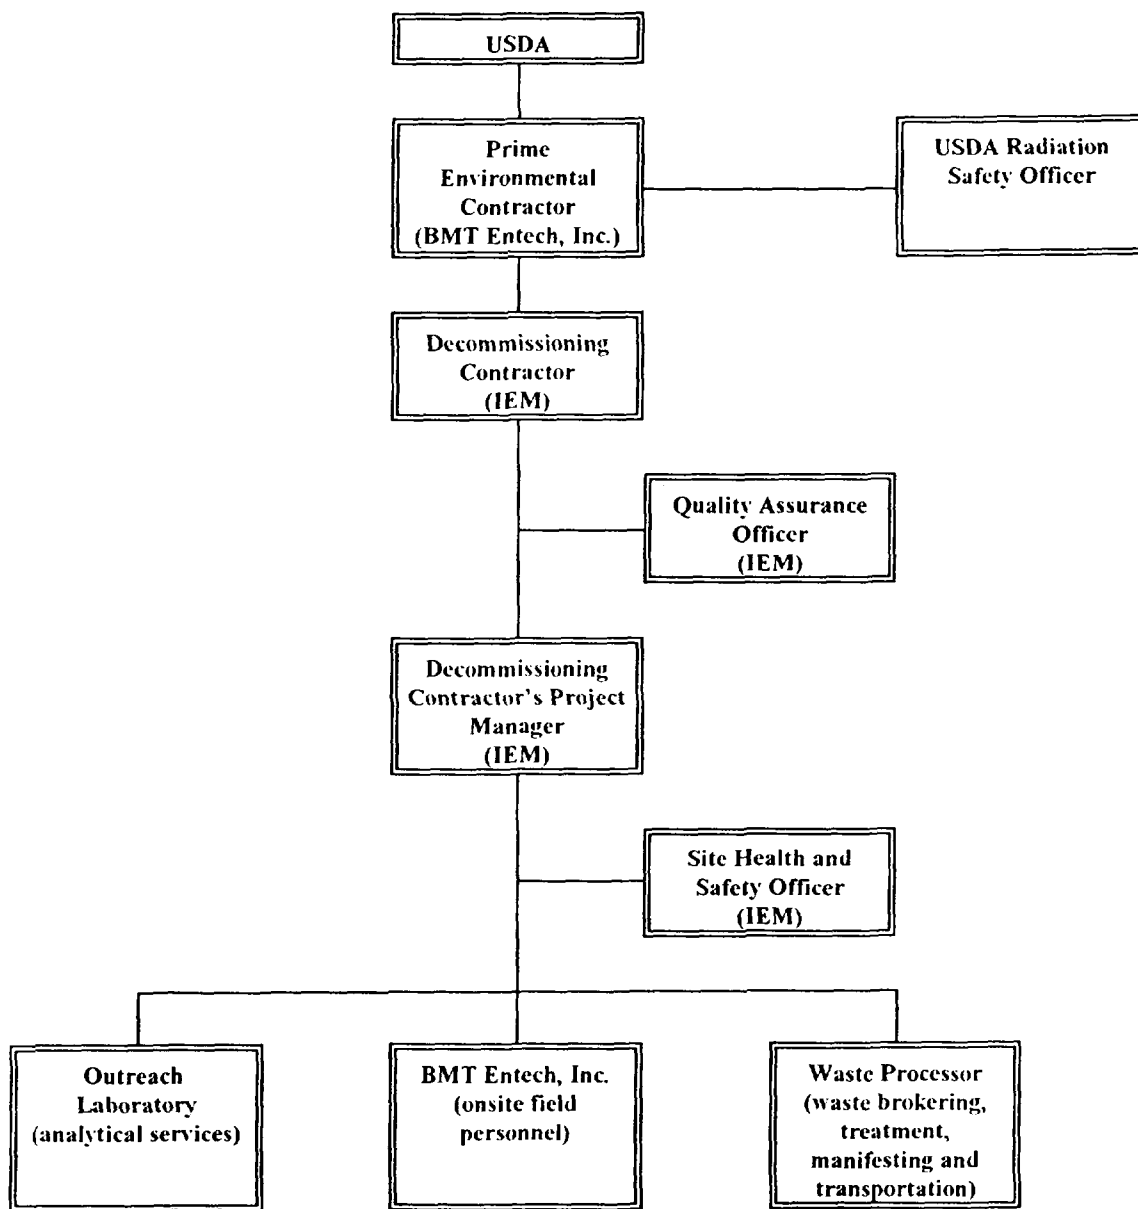 USDA
Prime
Environmental
Contractor
(BMT Entech, Inc.)
USDA Radiation
Safety Officer
Decommissioning
Contractor
(IEM)
Quality Assurance
Officer
(IEM)
Decommissioning
Contractor's Project
Manager
(IEM)
Site Health and
Safety Officer
(IEM)
Outreach
Laboratory
(analytical services)
BMT Entech, Inc.
(onsite field
personnel)
Waste Processor
(waste brokering,
treatment,
manifesting and
transportation)